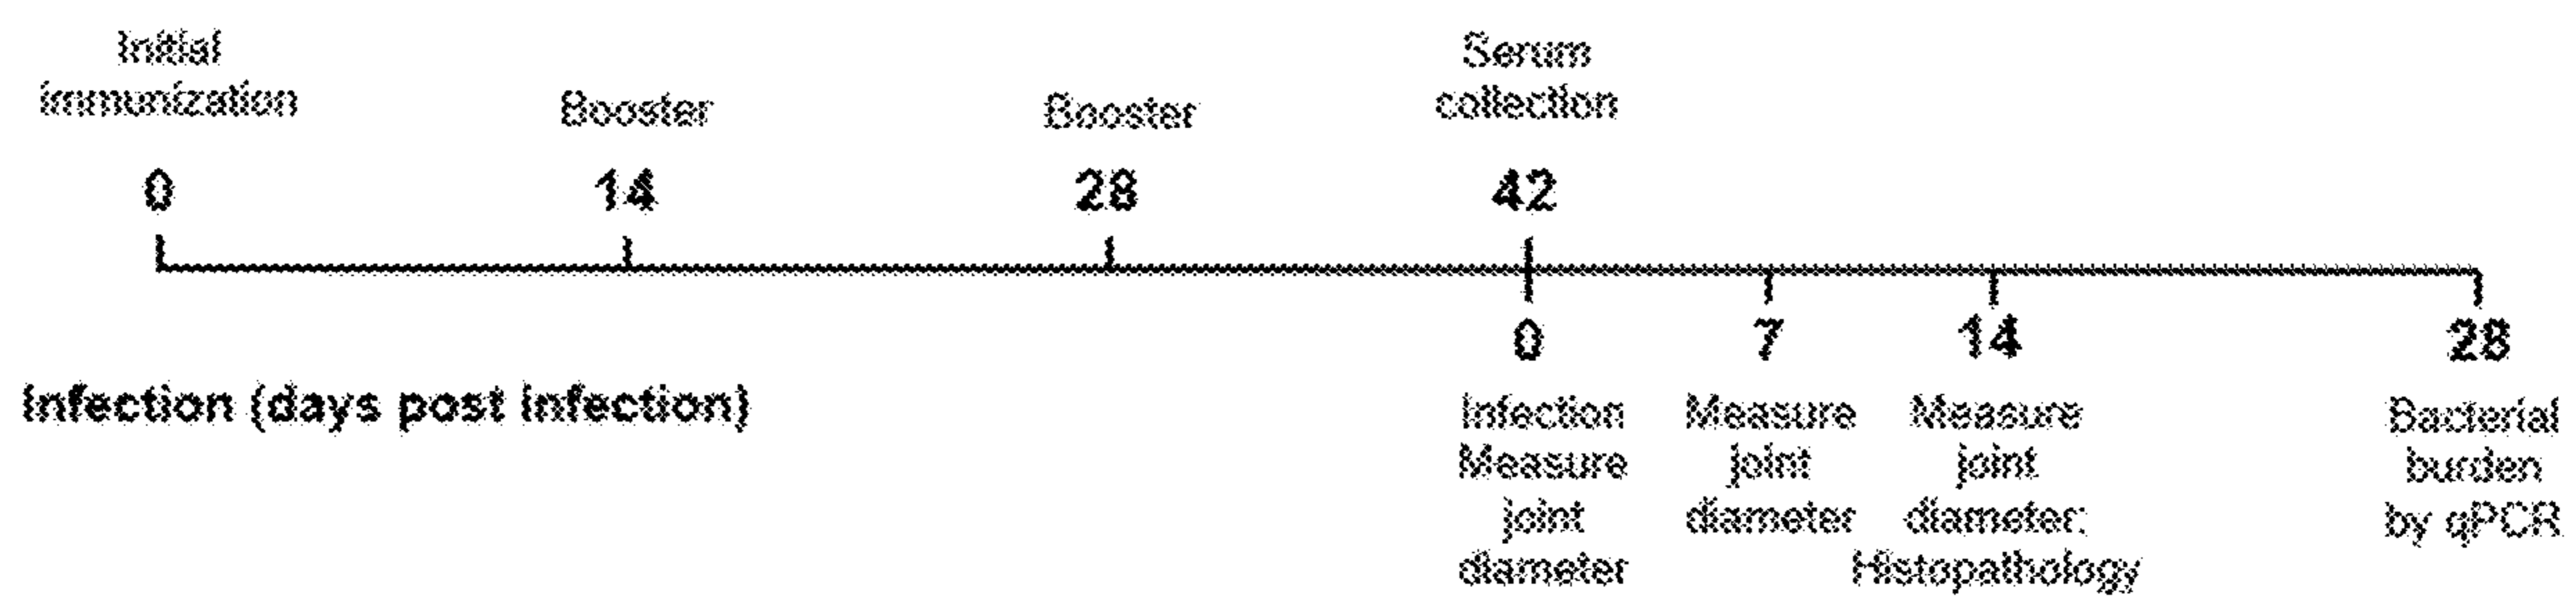 Initial
immunization
Booster
Booster
Serum
collection
0
14
28
42
0
7
14
28
Infection (days post infection)
Infection
Measure
joint
diameter
Measure
joint
diameter
Measure
joint
diameter;
Histopathology
Bacterial
burden
by qPCR